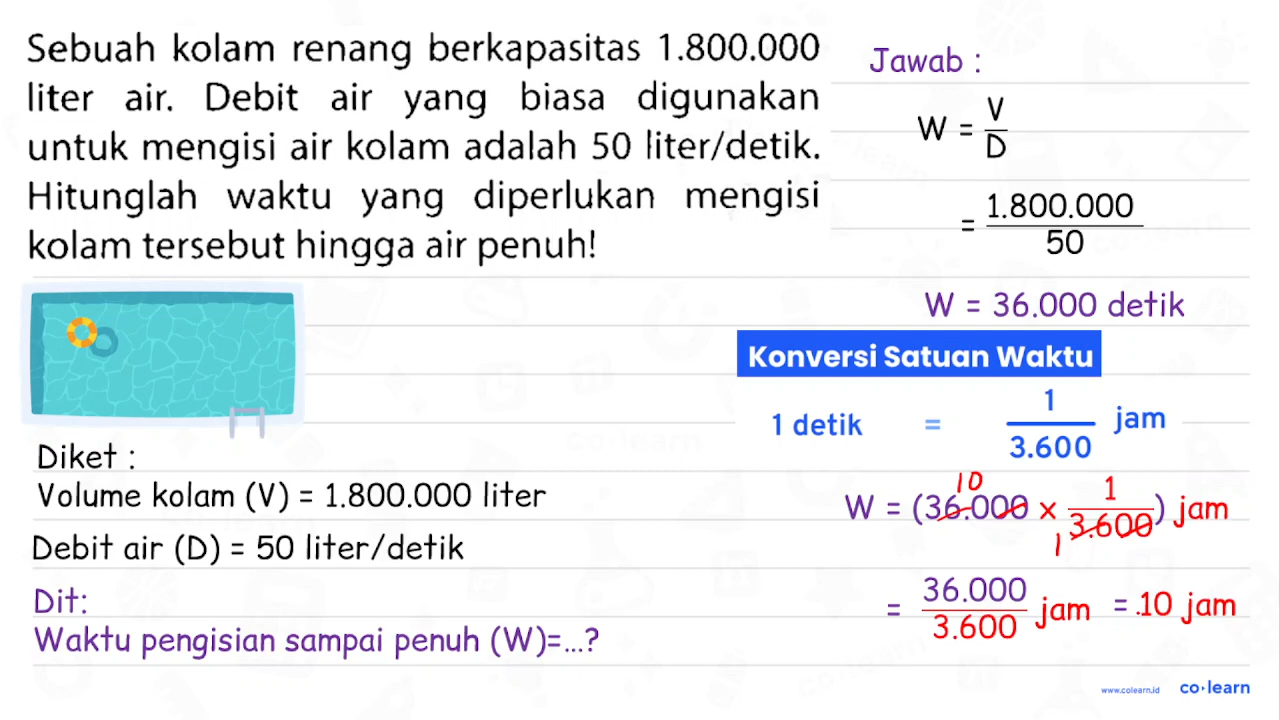 Sebuah kolam renang berkapasitas 1.800.000
liter air. Debit air yang biasa digunakan
untuk mengisi air kolam adalah 50 liter/detik.
Hitunglah waktu yang diperlukan mengisi
kolam tersebut hingga air penuh!
Diket :
Volume kolam (V) = 1.800.000 liter
Debit air (D) = 50 liter/detik
Dit:
Waktu pengisian sampai penuh (W)=...?
Jawab :
W = V/D
= 1.800.000/50
W = 36.000 detik
Konversi Satuan Waktu
1 detik = 1/3.600 jam
10 1
W = (36.000 × 1/3.600) jam
= 36.000/3.600 jam = .10 jam
www.colearn.id co·learn